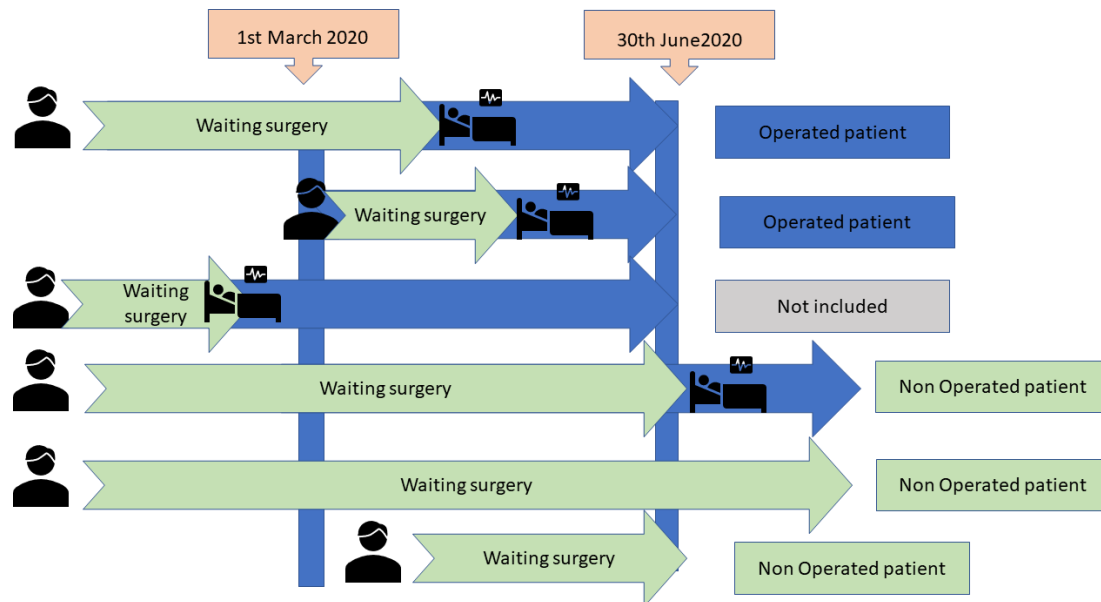 1st March 2020
30th June2020
Waiting surgery
Operated patient
Waiting surgery
Operated patient
Waiting
surgery
Not included
Waiting surgery
Non Operated patient
Waiting surgery
Non Operated patient
Waiting surgery
Non Operated patient